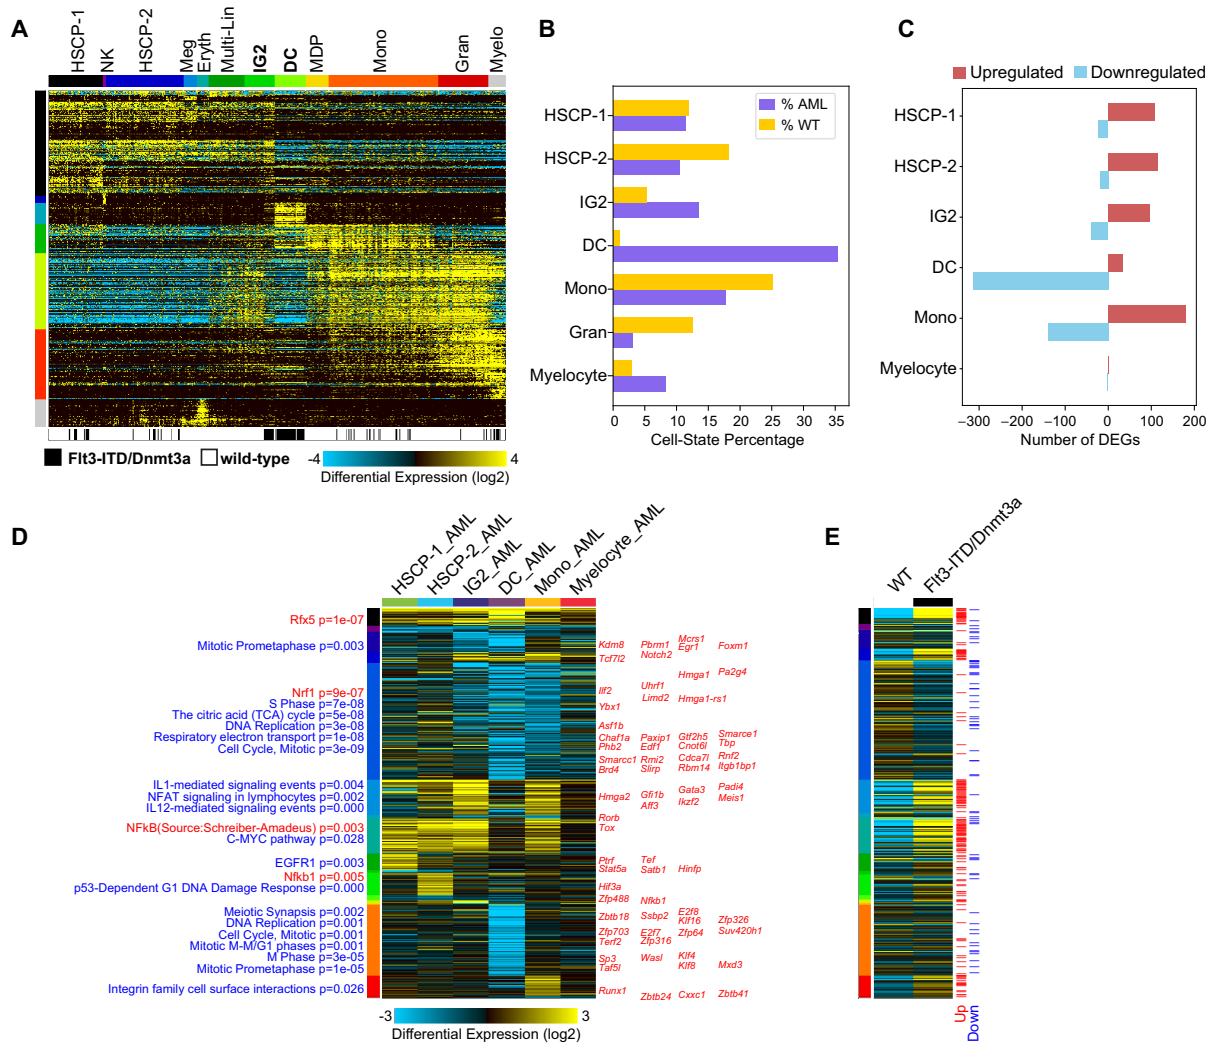 A
HSCP-1
NK
HSCP-2
Meg
Eryth
Multi-Lin
IG2
DC
MDP
Mono
Gran
Myelo
Flt3-ITD/Dnmt3a
wild-type
-4
4
Differential Expression (log2)
B
HSCP-1
HSCP-2
IG2
DC
Mono
Gran
Myelocyte
% AML
% WT
0 5 10 15 20 25 30 35
Cell-State Percentage
C
Upregulated Downregulated
HSCP-1
HSCP-2
IG2
DC
Mono
Myelocyte
−300 −200 −100 0 100 200
Number of DEGs
D
HSCP-1_AML
HSCP-2_AML
IG2_AML
DC_AML
Mono_AML
Myelocyte_AML
Rfx5 p=1e-07
Mitotic Prometaphase p=0.003
Nrf1 p=9e-07
S Phase p=7e-08
The citric acid (TCA) cycle p=5e-08
DNA Replication p=3e-08
Respiratory electron transport p=1e-08
Cell Cycle, Mitotic p=3e-09
IL1-mediated signaling events p=0.004
NFAT signaling in lymphocytes p=0.002
IL12-mediated signaling events p=0.000
NFkB(Source:Schreiber-Amadeus) p=0.003
C-MYC pathway p=0.028
EGFR1 p=0.003
Nfkb1 p=0.005
p53-Dependent G1 DNA Damage Response p=0.000
Meiotic Synapsis p=0.002
DNA Replication p=0.001
Cell Cycle, Mitotic p=0.001
Mitotic M-M/G1 phases p=0.001
M Phase p=3e-05
Mitotic Prometaphase p=1e-05
Integrin family cell surface interactions p=0.026
Mcrs1
Kdm8 Pbrm1 Egr1 Foxm1
Tcf7l2 Notch2
Hmga1 Pa2g4
Ilf2 Uhrf1
Limd2 Hmga1-rs1
Ybx1
Asf1b
Chaf1a Paxip1 Gtf2h5 Smarce1
Phb2 Edf1 Cnot6l Tbp
Smarcc1 Rmi2 Cdca7l Rnf2
Brd4 Slirp Rbm14 Itgb1bp1
Gata3 Padi4
Hmga2 Gfi1b Ikzf2 Meis1
Aff3
Rorb
Tox
Ptrf Tef
Stat5a Satb1 Hinfp
Hif3a
Zfp488 Nfkb1
E2f8
Zbtb18 Ssbp2 Klf16 Zfp326
Zfp703 E2f7 Zfp64 Suv420h1
Terf2 Zfp316
Sp3 Wasl Klf4
Taf5l Klf8 Mxd3
Runx1 Zbtb24 Cxxc1 Zbtb41
-3
3
Differential Expression (log2)
E
WT
Flt3-ITD/Dnmt3a
Up
Down